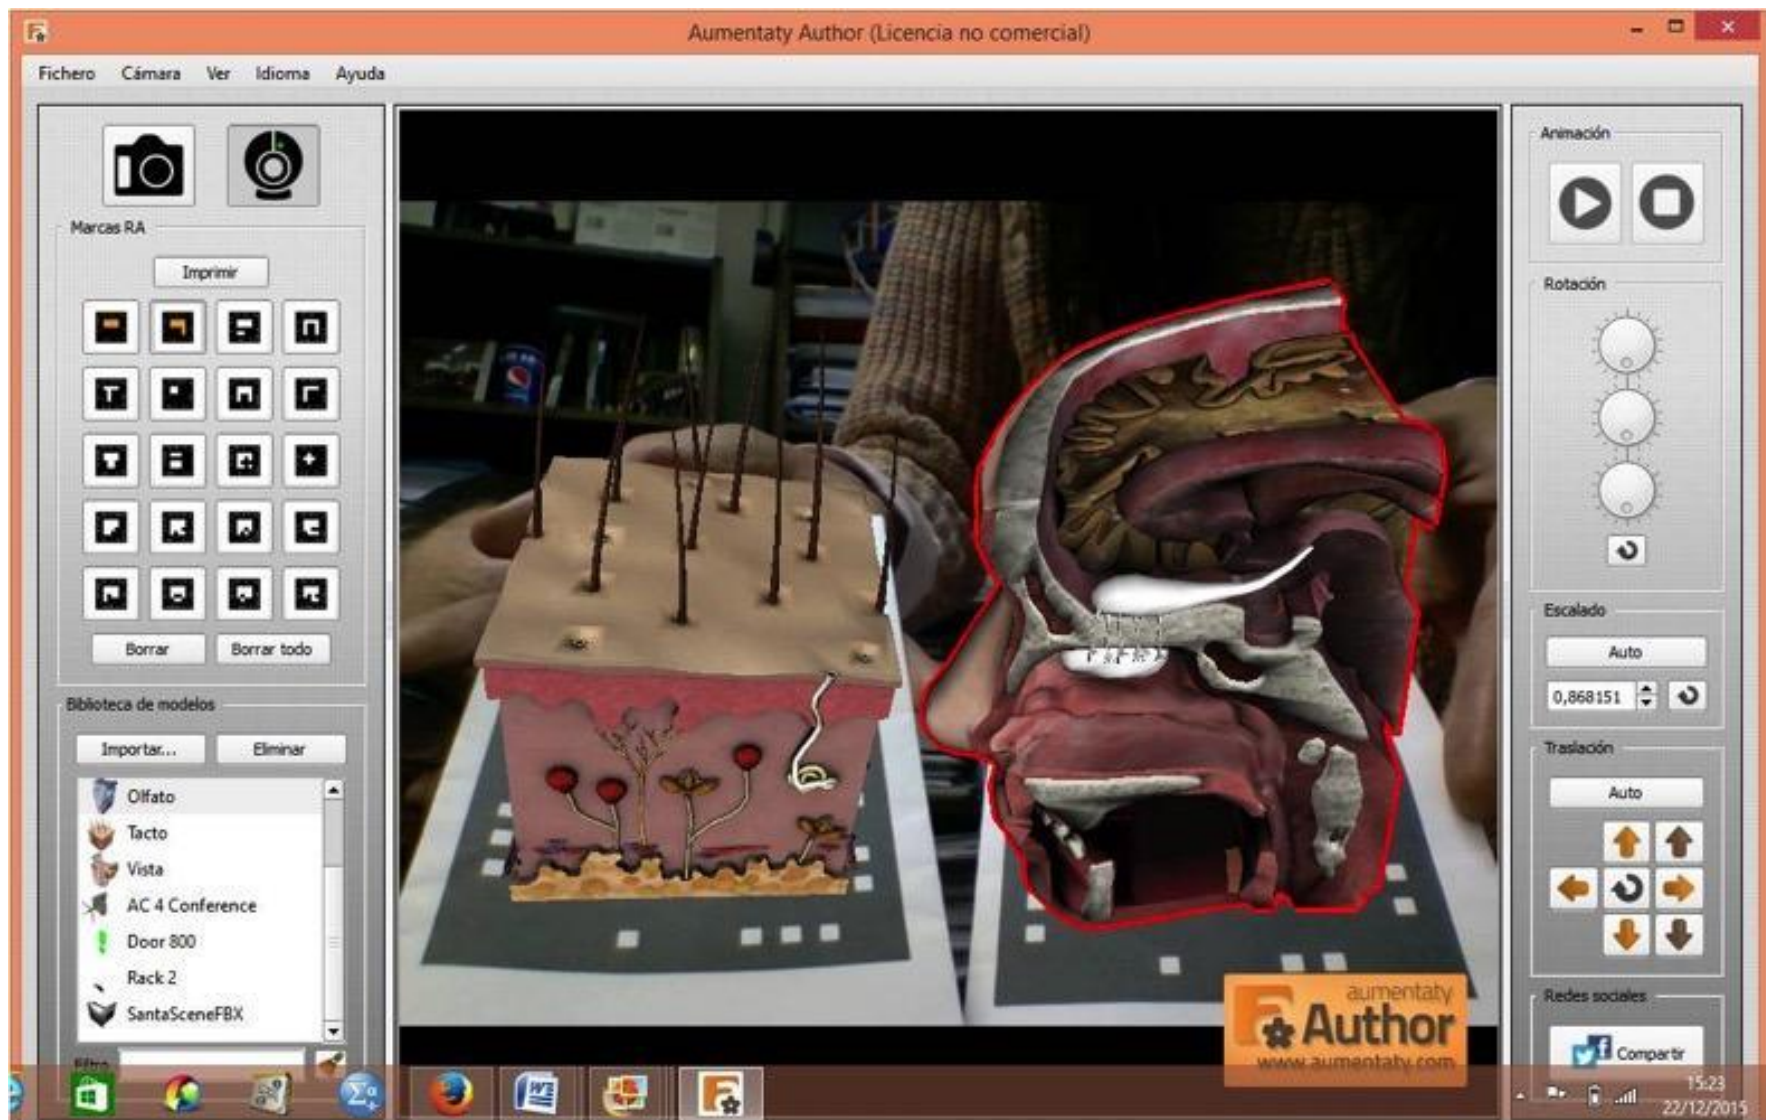 Aumentaty Author (Licencia no comercial)
Fichero Cámara Ver Idioma Ayuda
Marcas RA
Imprimir
Borrar Borrar todo
Biblioteca de modelos
Importar... Eliminar
Olfato
Tacto
Vista
AC 4 Conference
Door 800
Rack 2
SantaSceneFBX
Filtro
Animación
Rotación
Escalado
Auto
0,868151
Traslación
Auto
Redes sociales
Compartir
aumentaty
Author
www.aumentaty.com
15:23
22/12/2015